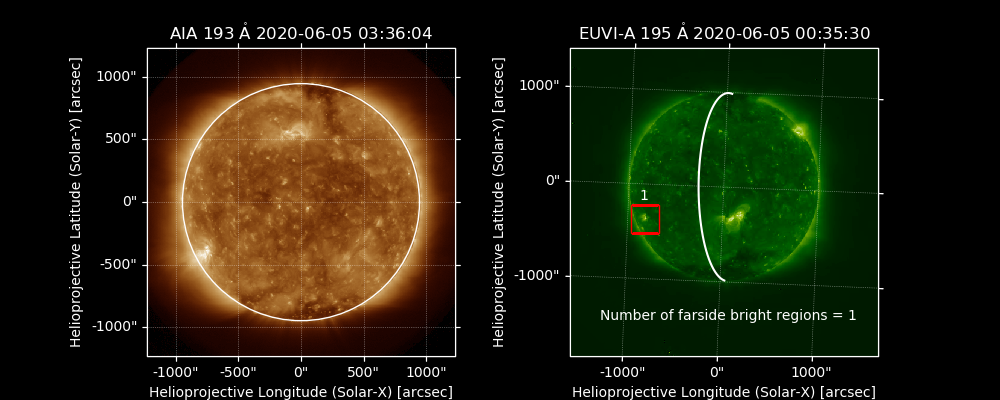 AIA 193 Å 2020-06-05 03:36:04
1000"
500"
0"
-500"
-1000"
-1000" -500" 0" 500" 1000"
Helioprojective Longitude (Solar-X) [arcsec]
Helioprojective Latitude (Solar-Y) [arcsec]
EUVI-A 195 Å 2020-06-05 00:35:30
1000"
0"
-1000"
1
Number of farside bright regions = 1
-1000" 0" 1000"
Helioprojective Longitude (Solar-X) [arcsec]
Helioprojective Latitude (Solar-Y) [arcsec]